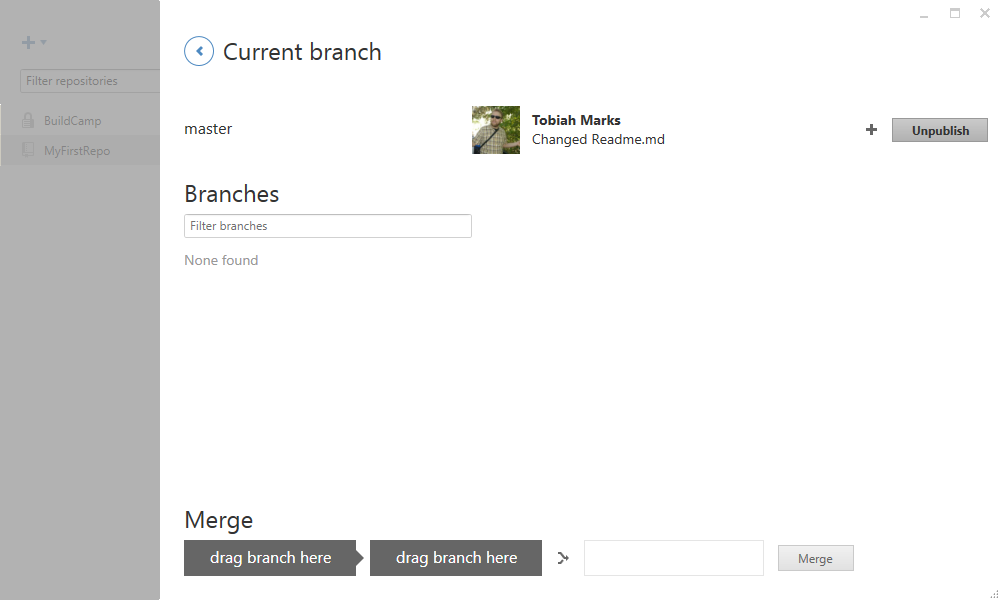 Filter repositories
BuildCamp
MyFirstRepo
Current branch
master
Tobiah Marks
Changed Readme.md
Unpublish
Branches
Filter branches
None found
Merge
drag branch here
drag branch here
Merge